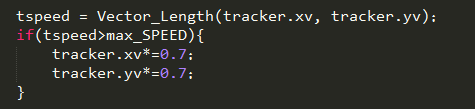 tspeed = Vector_Length(tracker.xv, tracker.yv);
if(tspeed>max_SPEED){
    tracker.xv*=0.7;
    tracker.yv*=0.7;
}